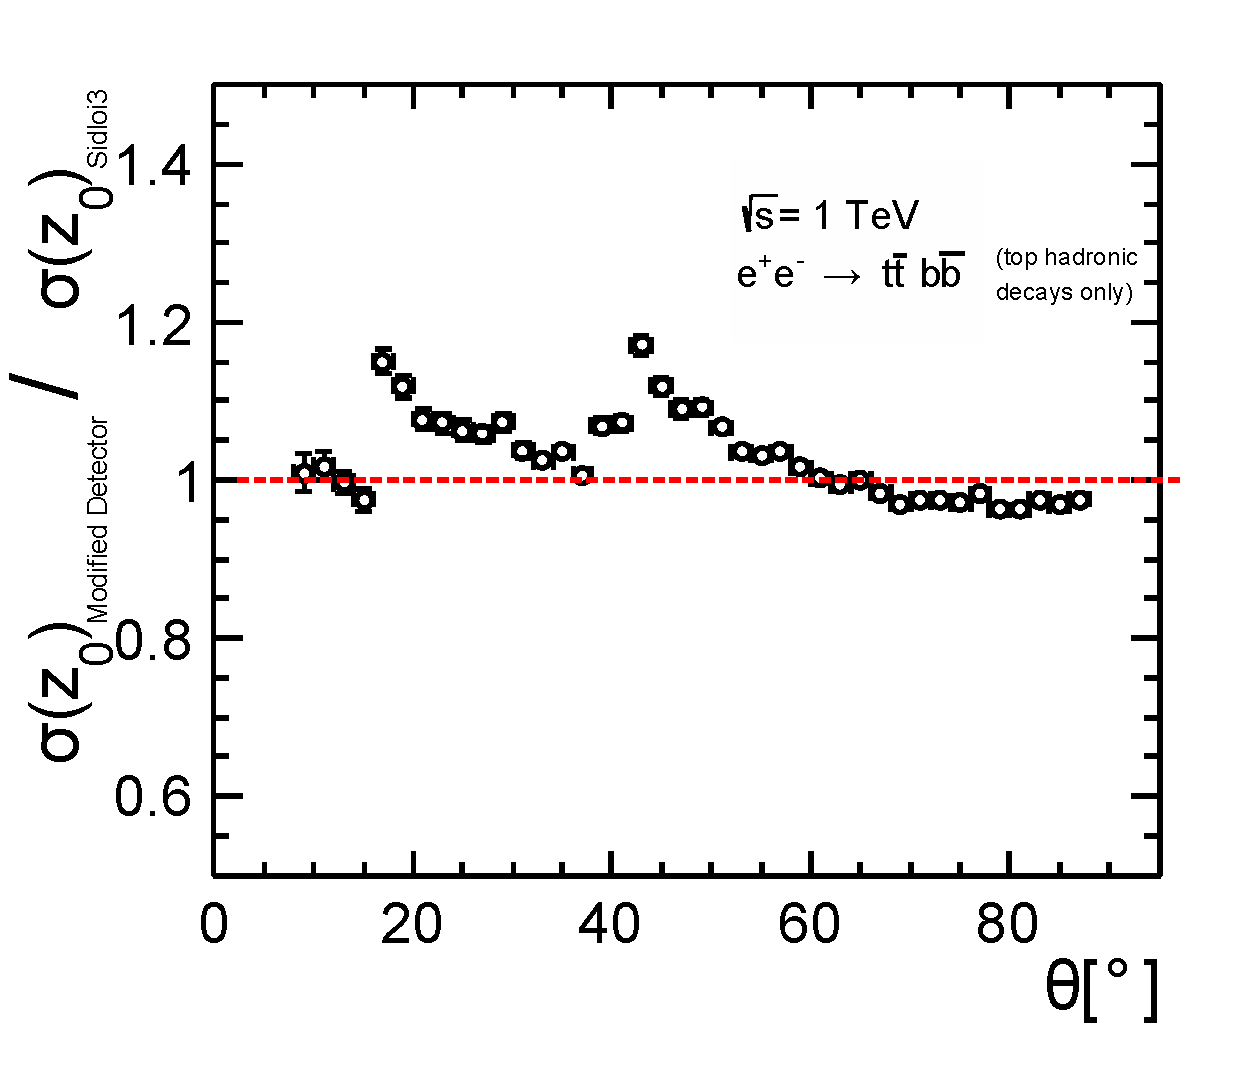 σ(z₀)Modified Detector / σ(z₀)Sidloi3
1.4
1.2
1
0.8
0.6
√s = 1 TeV
e⁺e⁻ → tt̅ bb̅ (top hadronic
decays only)
0 20 40 60 80
θ[°]